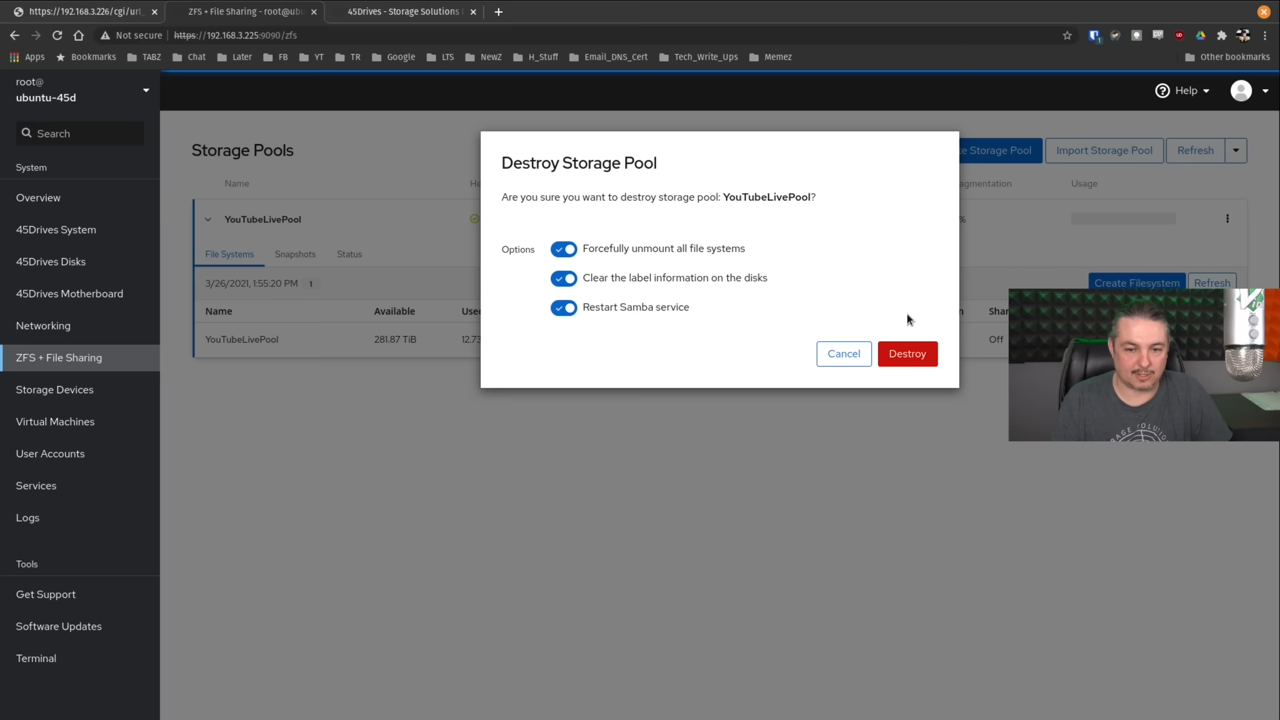 https://192.168.3.226/cgi/url
ZFS + File Sharing - root@ubu
45Drives - Storage Solutions
Not secure
https://192.168.3.225:9090/zfs
Apps
Bookmarks
TABZ
Chat
Later
FB
YT
TR
Google
LTS
NewZ
H_Stuff
Email_DNS_Cert
Tech_Write_Ups
Memez
Other bookmarks
root@
ubuntu-45d
Help
Search
System
Overview
45Drives System
45Drives Disks
45Drives Motherboard
Networking
ZFS + File Sharing
Storage Devices
Virtual Machines
User Accounts
Services
Logs
Tools
Get Support
Software Updates
Terminal
Storage Pools
e Storage Pool
Import Storage Pool
Refresh
Name
He
agmentation
Usage
YouTubeLivePool
%
File Systems
Snapshots
Status
3/26/2021, 1:55:20 PM 1
Create Filesystem
Refresh
Name
Available
Used
n
Shar
YouTubeLivePool
281.87 TiB
12.73
Off
Destroy Storage Pool
Are you sure you want to destroy storage pool: YouTubeLivePool?
Options
Forcefully unmount all file systems
Clear the label information on the disks
Restart Samba service
Cancel
Destroy